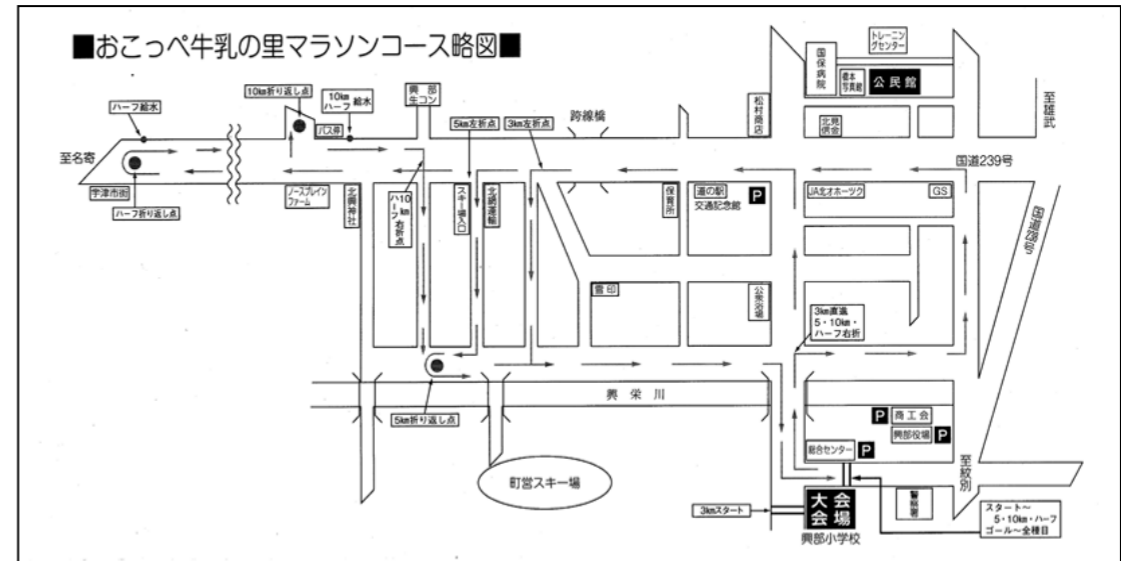 ■おこっぺ牛乳の里マラソンコース略図■
トレーニ
ングセンター
国保病院
橋本
写真館
公民館
北見
信金
松村商店
至雄武
国道239号
JA北オホーツク
GS
国道238号
跨線橋
保育所
道の駅
交通記念館
P
興部
生コン
5km左折点
3km左折点
10km折り返し点
10km
ハーフ 給水
バス停
ハーフ給水
至名寄
宇津市街
ハーフ折り返し点
ノースプレイン
ファーム
北興神社
10km
ハーフ
右折点
スキー場入口
北網運輸
雪印
公衆浴場
3km直進
5・10km・
ハーフ右折
5km折り返し点
興栄川
町営スキー場
P 商工会
興部役場 P
総合センター P
至紋別
警察署
3kmスタート
大会
会場
興部小学校
スタート〜
5・10km・ハーフ
ゴール〜全種目